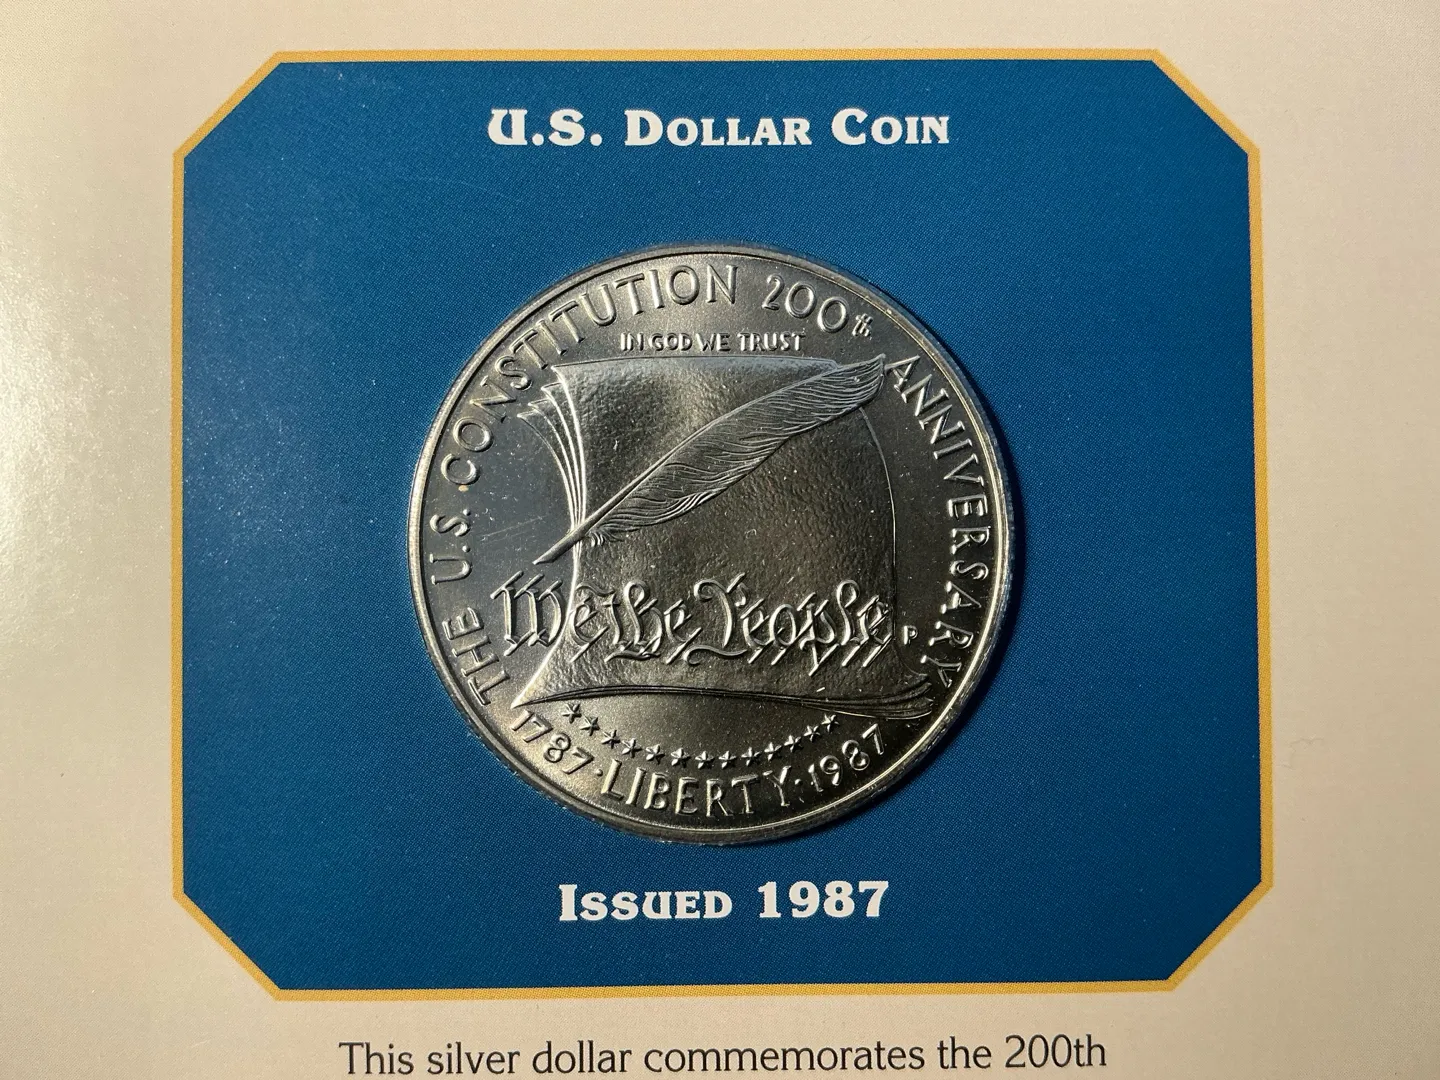 U.S. DOLLAR COIN
THE U.S. CONSTITUTION 200th ANNIVERSARY
IN GOD WE TRUST
We the People
P
1787 · LIBERTY · 1987
ISSUED 1987
This silver dollar commemorates the 200th